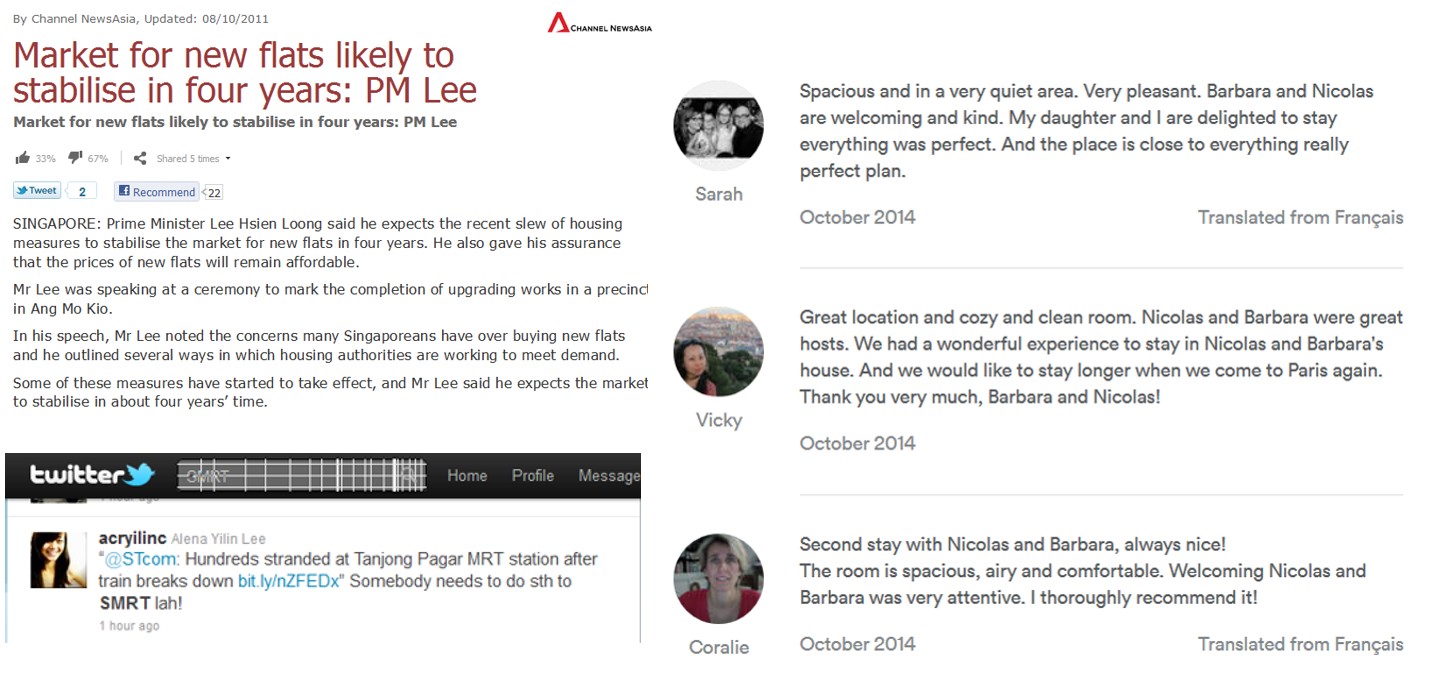 By Channel NewsAsia, Updated: 08/10/2011
CHANNEL NEWSASIA
Market for new flats likely to
stabilise in four years: PM Lee
Market for new flats likely to stabilise in four years: PM Lee
33% 67% Shared 5 times
Tweet 2 Recommend 22
SINGAPORE: Prime Minister Lee Hsien Loong said he expects the recent slew of housing
measures to stabilise the market for new flats in four years. He also gave his assurance
that the prices of new flats will remain affordable.
Mr Lee was speaking at a ceremony to mark the completion of upgrading works in a precinct
in Ang Mo Kio.
In his speech, Mr Lee noted the concerns many Singaporeans have over buying new flats
and he outlined several ways in which housing authorities are working to meet demand.
Some of these measures have started to take effect, and Mr Lee said he expects the market
to stabilise in about four years’ time.
twitter SMRT Home Profile Message
acryilinc Alena Yilin Lee
"@STcom: Hundreds stranded at Tanjong Pagar MRT station after
train breaks down bit.ly/nZFEDx" Somebody needs to do sth to
SMRT lah!
1 hour ago
Spacious and in a very quiet area. Very pleasant. Barbara and Nicolas
are welcoming and kind. My daughter and I are delighted to stay
everything was perfect. And the place is close to everything really
perfect plan.
Sarah
October 2014 Translated from Français
Great location and cozy and clean room. Nicolas and Barbara were great
hosts. We had a wonderful experience to stay in Nicolas and Barbara's
house. And we would like to stay longer when we come to Paris again.
Thank you very much, Barbara and Nicolas!
Vicky
October 2014
Second stay with Nicolas and Barbara, always nice!
The room is spacious, airy and comfortable. Welcoming Nicolas and
Barbara was very attentive. I thoroughly recommend it!
Coralie
October 2014 Translated from Français